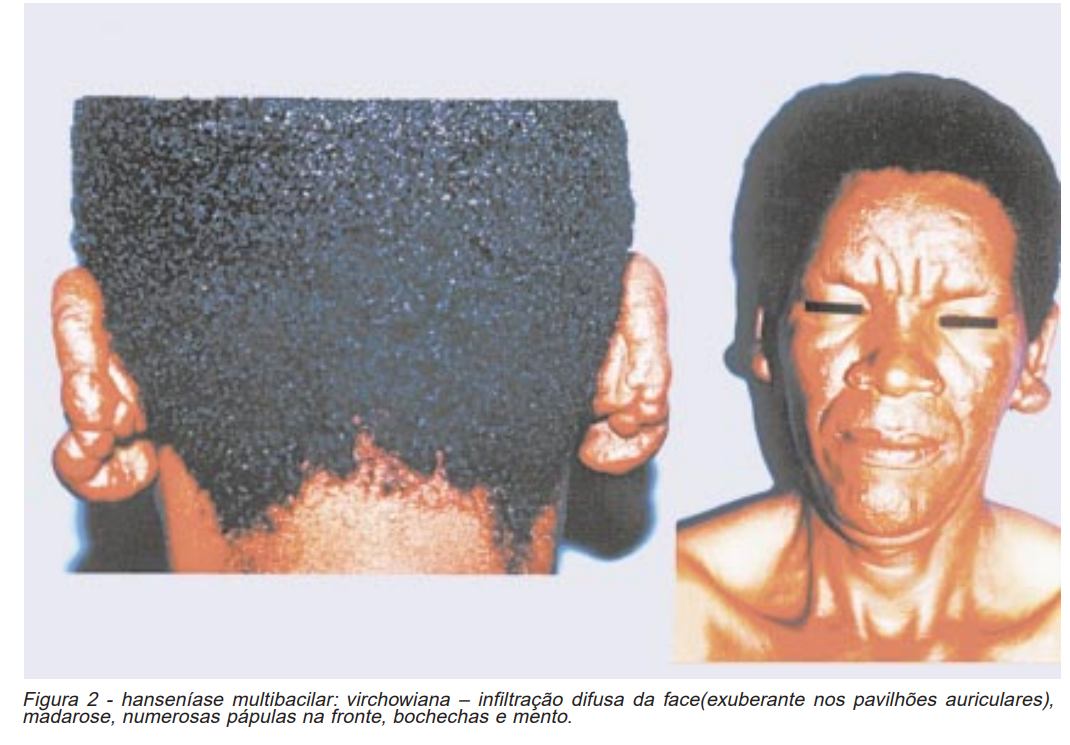 Figura 2 - hanseníase multibacilar: virchowiana – infiltração difusa da face(exuberante nos pavilhões auriculares),
madarose, numerosas pápulas na fronte, bochechas e mento.